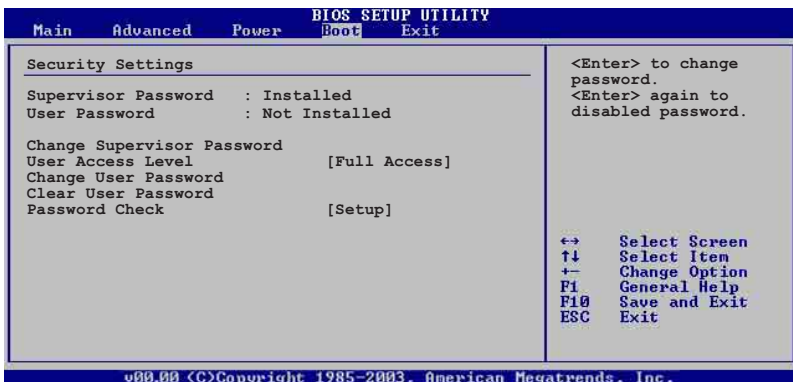 BIOS SETUP UTILITY
Main Advanced Power Boot Exit
Security Settings
Supervisor Password : Installed
User Password : Not Installed
Change Supervisor Password
User Access Level [Full Access]
Change User Password
Clear User Password
Password Check [Setup]
<Enter> to change
password.
<Enter> again to
disabled password.
←→ Select Screen
↑↓ Select Item
+- Change Option
F1 General Help
F10 Save and Exit
ESC Exit
v00.00 (C)Copyright 1985-2003, American Megatrends, Inc.